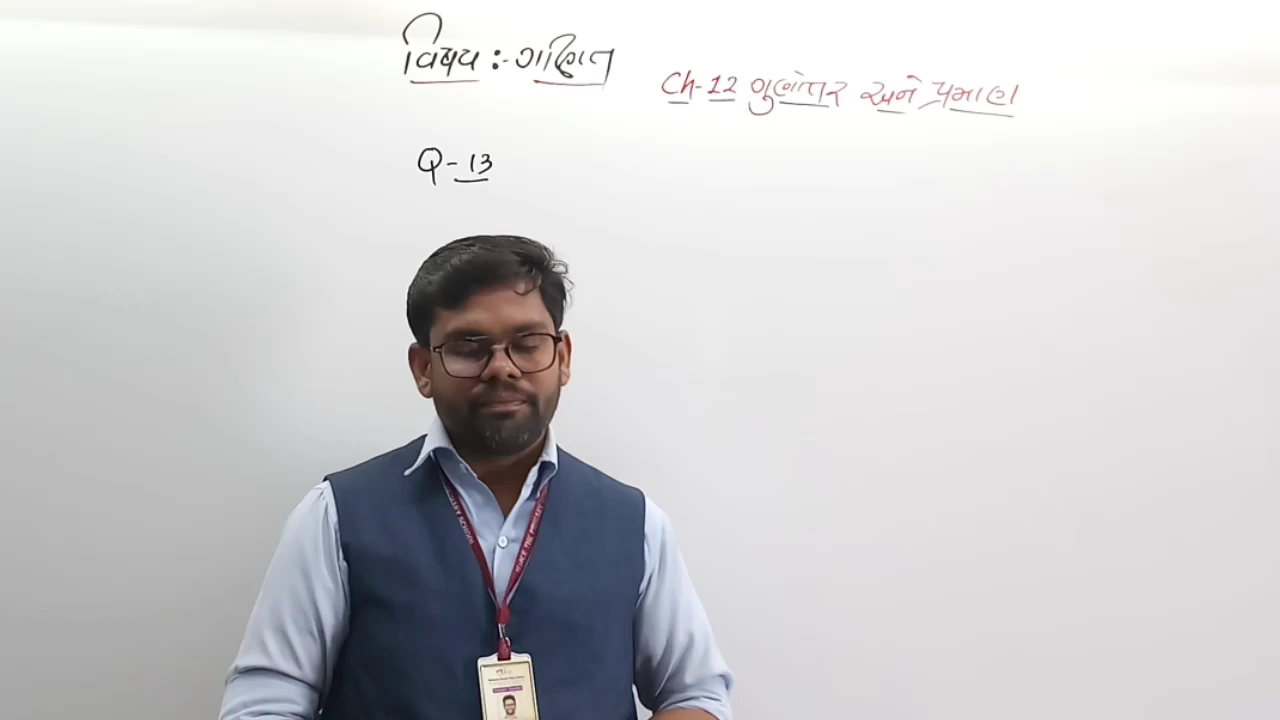 વિષય :- ગણિત
Ch-12 ગુણોતર અને પ્રમાણ
Q-13